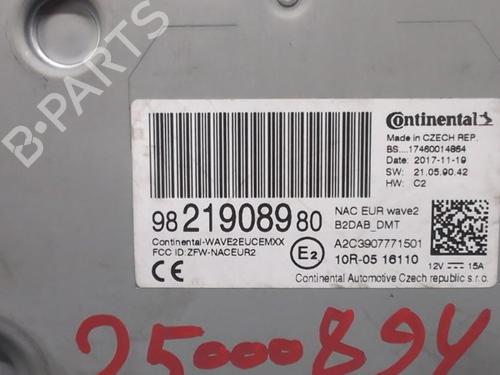 B-PARTS
Continental
Made in CZECH REP.
BS....17460014864
Date: 2017-11-19
SW: 21.05.90.42
HW: C2
98 219089 80
NAC EUR wave2
B2DAB_DMT
Continental-WAVE2EUCEMXX
FCC ID:ZFW-NACEUR2
E2
A2C3907771501
10R-05 16110
12V 15A
Continental Automotive Czech republic s.r.o.
25000894